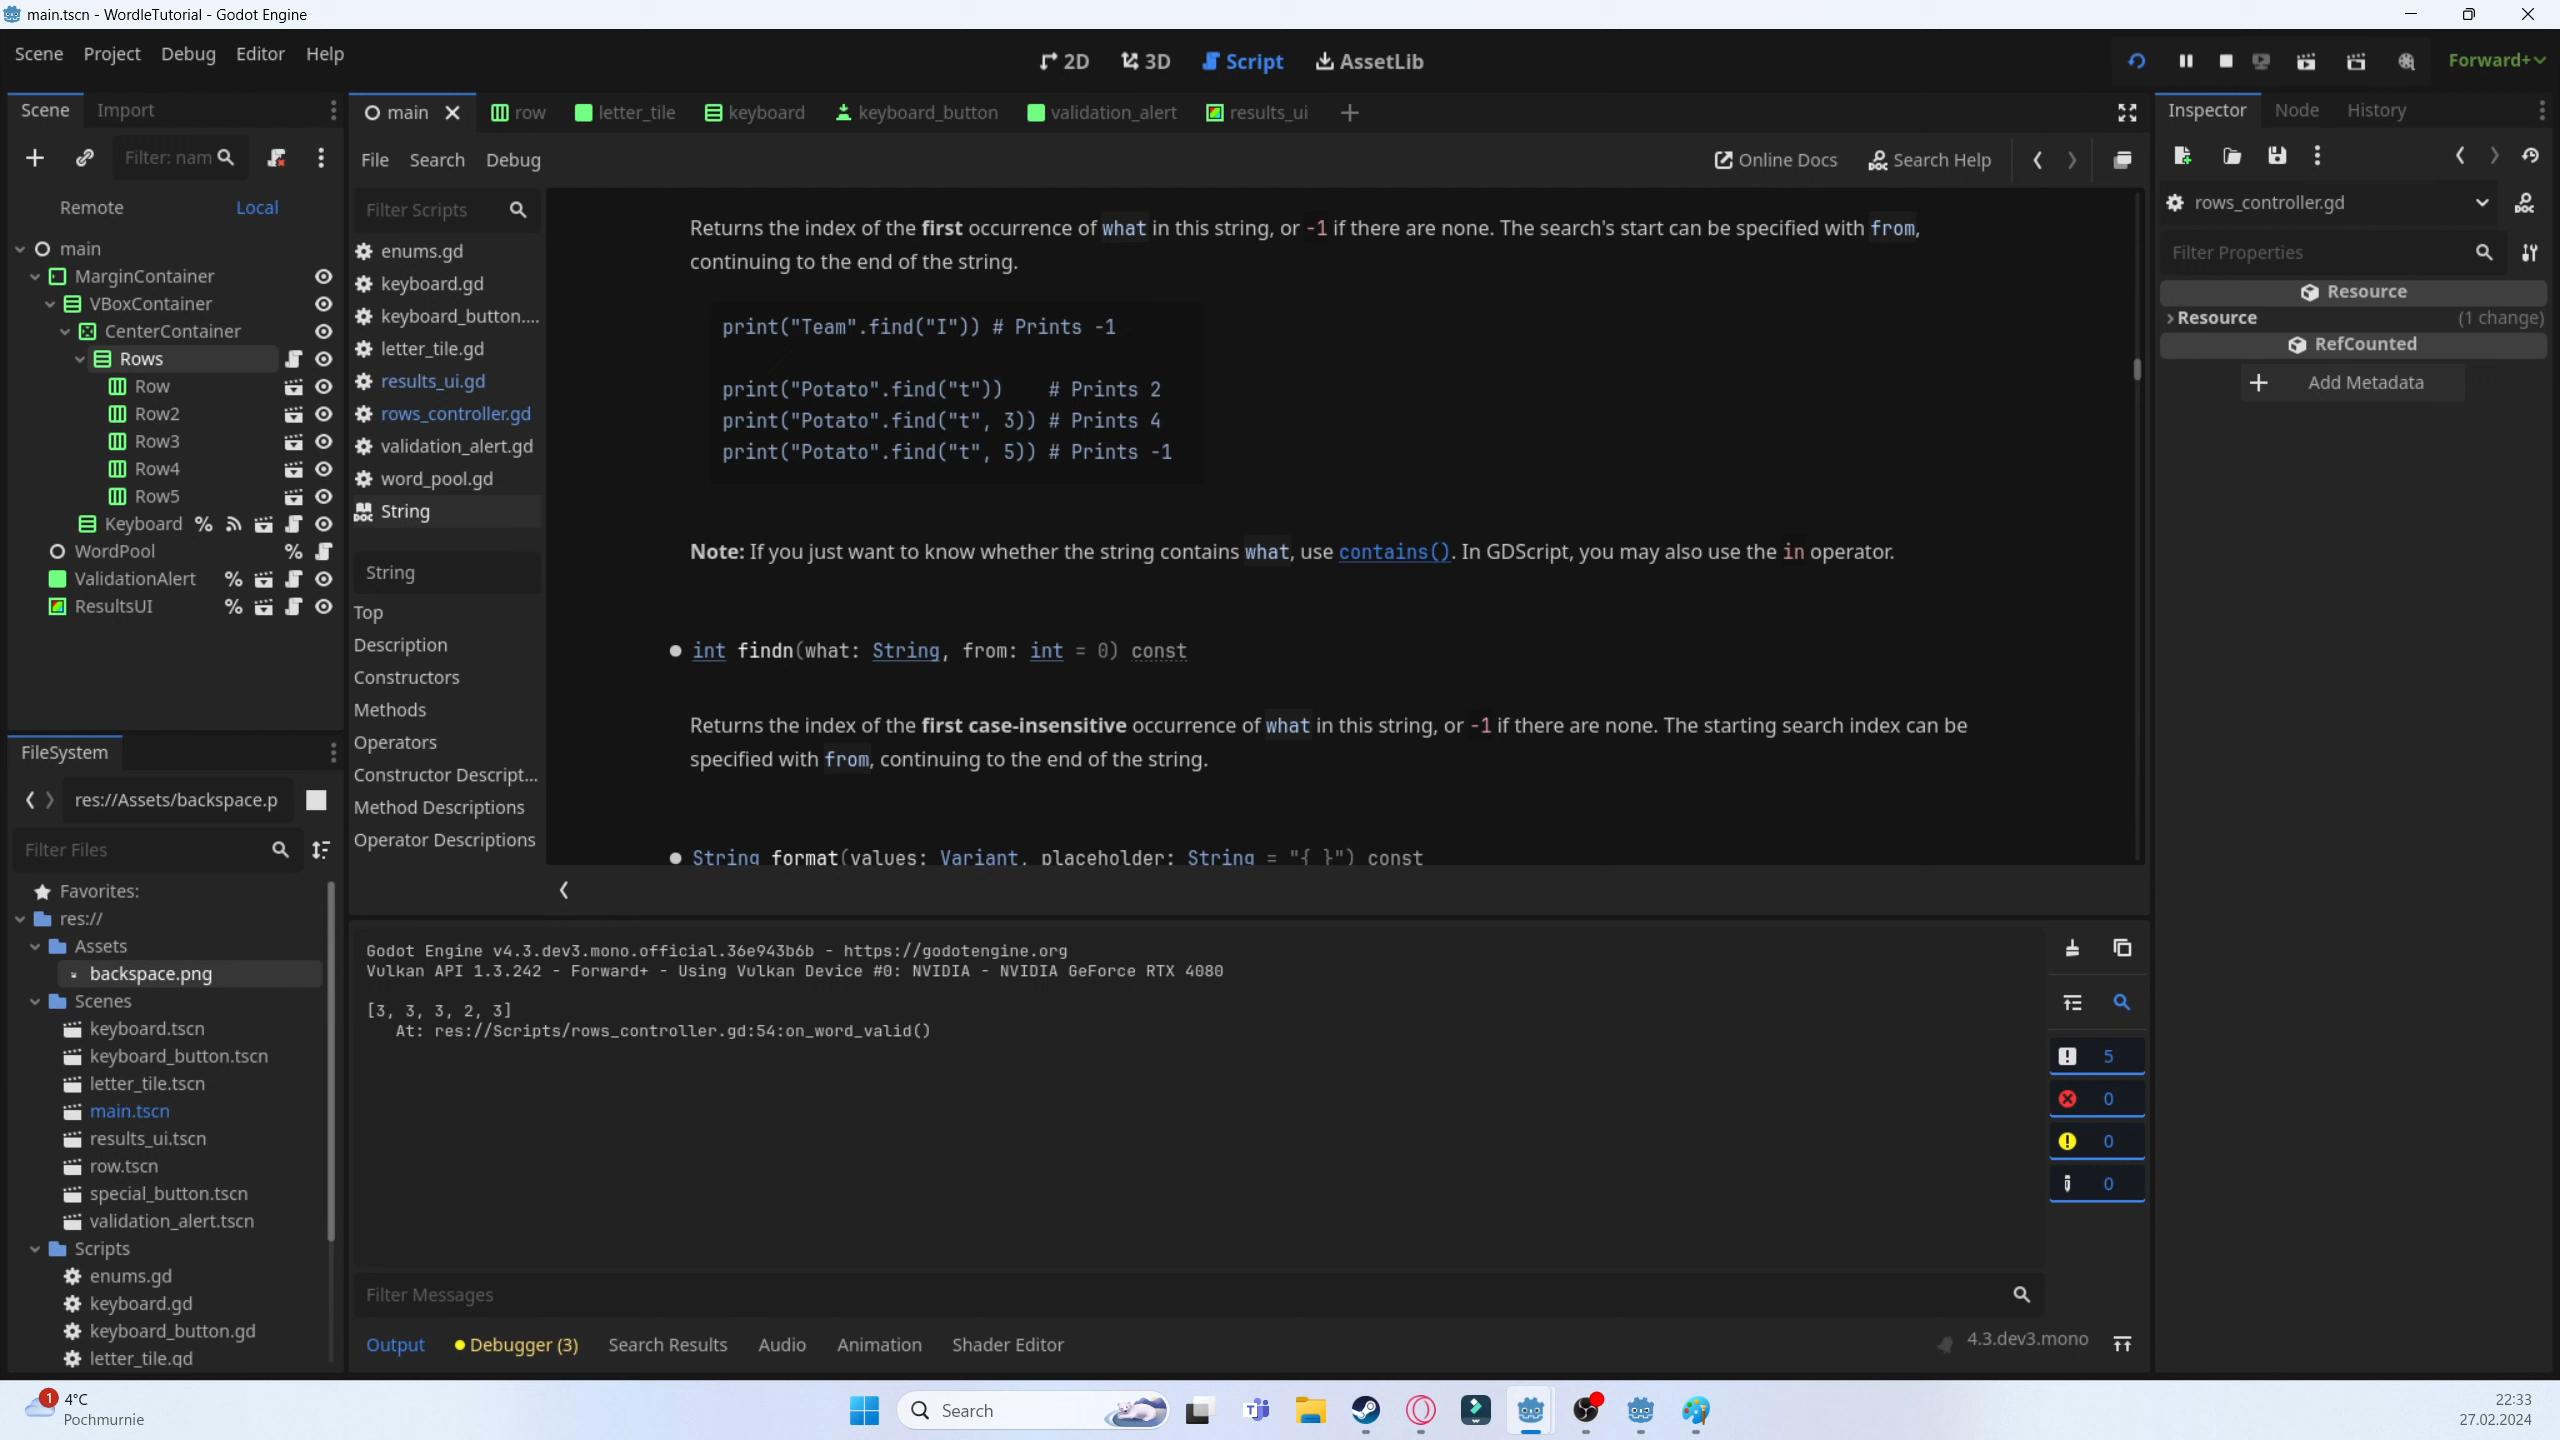 main.tscn - WordleTutorial - Godot Engine
Scene Project Debug Editor Help
2D 3D Script AssetLib
Forward+
Scene Import
main row letter_tile keyboard keyboard_button validation_alert results_ui
Inspector Node History
Filter: nam
File Search Debug
Online Docs Search Help
Remote Local
Filter Scripts
rows_controller.gd
Filter Properties
Resource
Resource (1 change)
RefCounted
Add Metadata
main
MarginContainer
VBoxContainer
CenterContainer
Rows
Row
Row2
Row3
Row4
Row5
Keyboard
WordPool
ValidationAlert
ResultsUI
enums.gd
keyboard.gd
keyboard_button....
letter_tile.gd
results_ui.gd
rows_controller.gd
validation_alert.gd
word_pool.gd
String
String
Top
Description
Constructors
Methods
Operators
Constructor Descript...
Method Descriptions
Operator Descriptions
Returns the index of the first occurrence of what in this string, or -1 if there are none. The search's start can be specified with from,
continuing to the end of the string.
print("Team".find("I")) # Prints -1
print("Potato".find("t")) # Prints 2
print("Potato".find("t", 3)) # Prints 4
print("Potato".find("t", 5)) # Prints -1
Note: If you just want to know whether the string contains what, use contains(). In GDScript, you may also use the in operator.
int findn(what: String, from: int = 0) const
Returns the index of the first case-insensitive occurrence of what in this string, or -1 if there are none. The starting search index can be
specified with from, continuing to the end of the string.
String format(values: Variant, placeholder: String = "{_}") const
FileSystem
res://Assets/backspace.p
Filter Files
Favorites:
res://
Assets
backspace.png
Scenes
keyboard.tscn
keyboard_button.tscn
letter_tile.tscn
main.tscn
results_ui.tscn
row.tscn
special_button.tscn
validation_alert.tscn
Scripts
enums.gd
keyboard.gd
keyboard_button.gd
letter_tile.gd
Godot Engine v4.3.dev3.mono.official.36e943b6b - https://godotengine.org
Vulkan API 1.3.242 - Forward+ - Using Vulkan Device #0: NVIDIA - NVIDIA GeForce RTX 4080
[3, 3, 3, 2, 3]
At: res://Scripts/rows_controller.gd:54:on_word_valid()
5
0
0
0
Filter Messages
Output Debugger (3) Search Results Audio Animation Shader Editor
4.3.dev3.mono
1
4°C
Pochmurnie
Search
22:33
27.02.2024